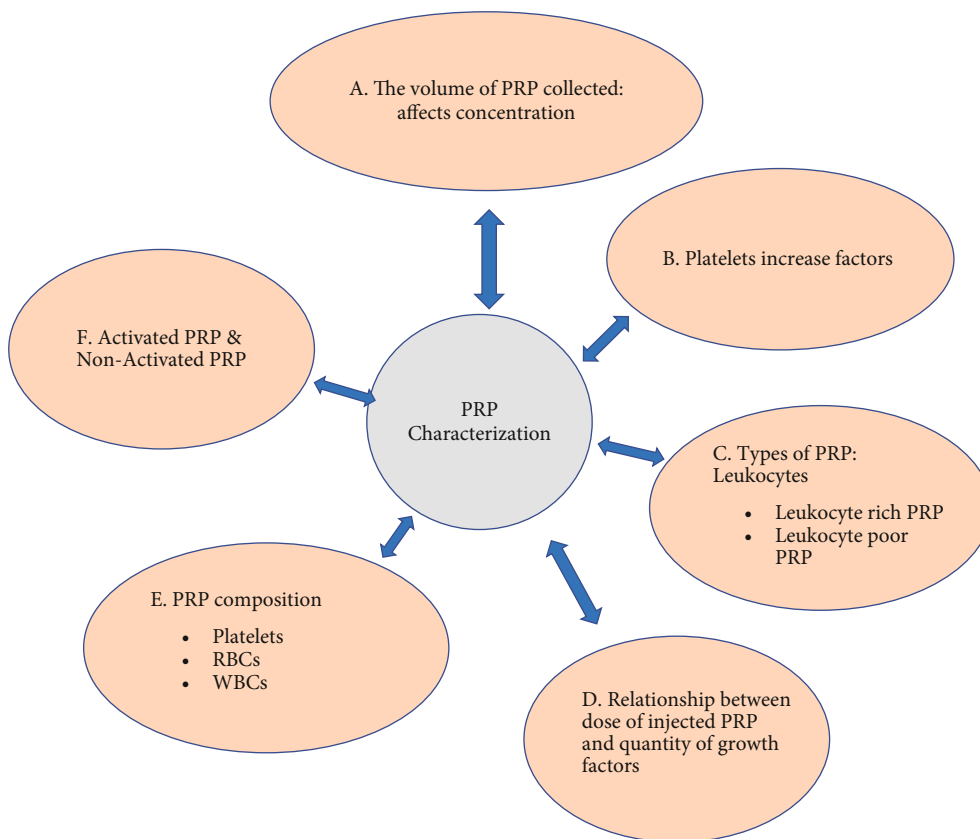 A. The volume of PRP collected:
affects concentration
B. Platelets increase factors
F. Activated PRP &
Non-Activated PRP
PRP
Characterization
C. Types of PRP:
Leukocytes
• Leukocyte rich PRP
• Leukocyte poor
PRP
E. PRP composition
• Platelets
• RBCs
• WBCs
D. Relationship between
dose of injected PRP
and quantity of growth
factors